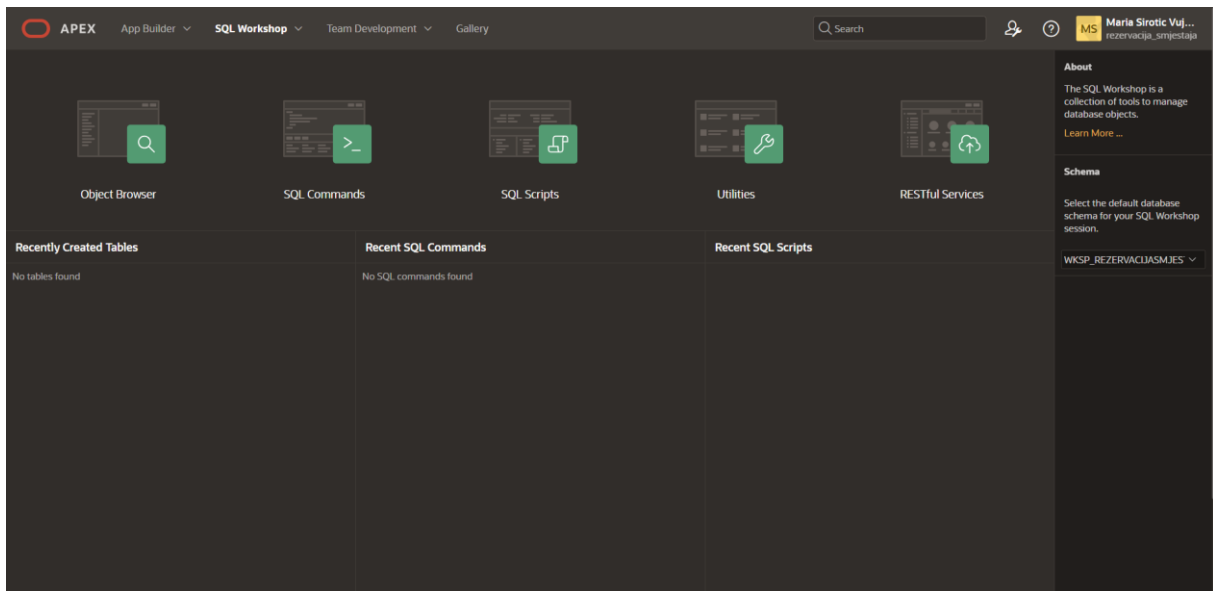 APEX App Builder SQL Workshop Team Development Gallery Search
MS Maria Sirotic Vuj...
rezervacija_smjestaja
>_
Object Browser SQL Commands SQL Scripts Utilities RESTful Services
Recently Created Tables Recent SQL Commands Recent SQL Scripts
No tables found No SQL commands found
About
The SQL Workshop is a
collection of tools to manage
database objects.
Learn More ...
Schema
Select the default database
schema for your SQL Workshop
session.
WKSP_REZERVACIJASMJES